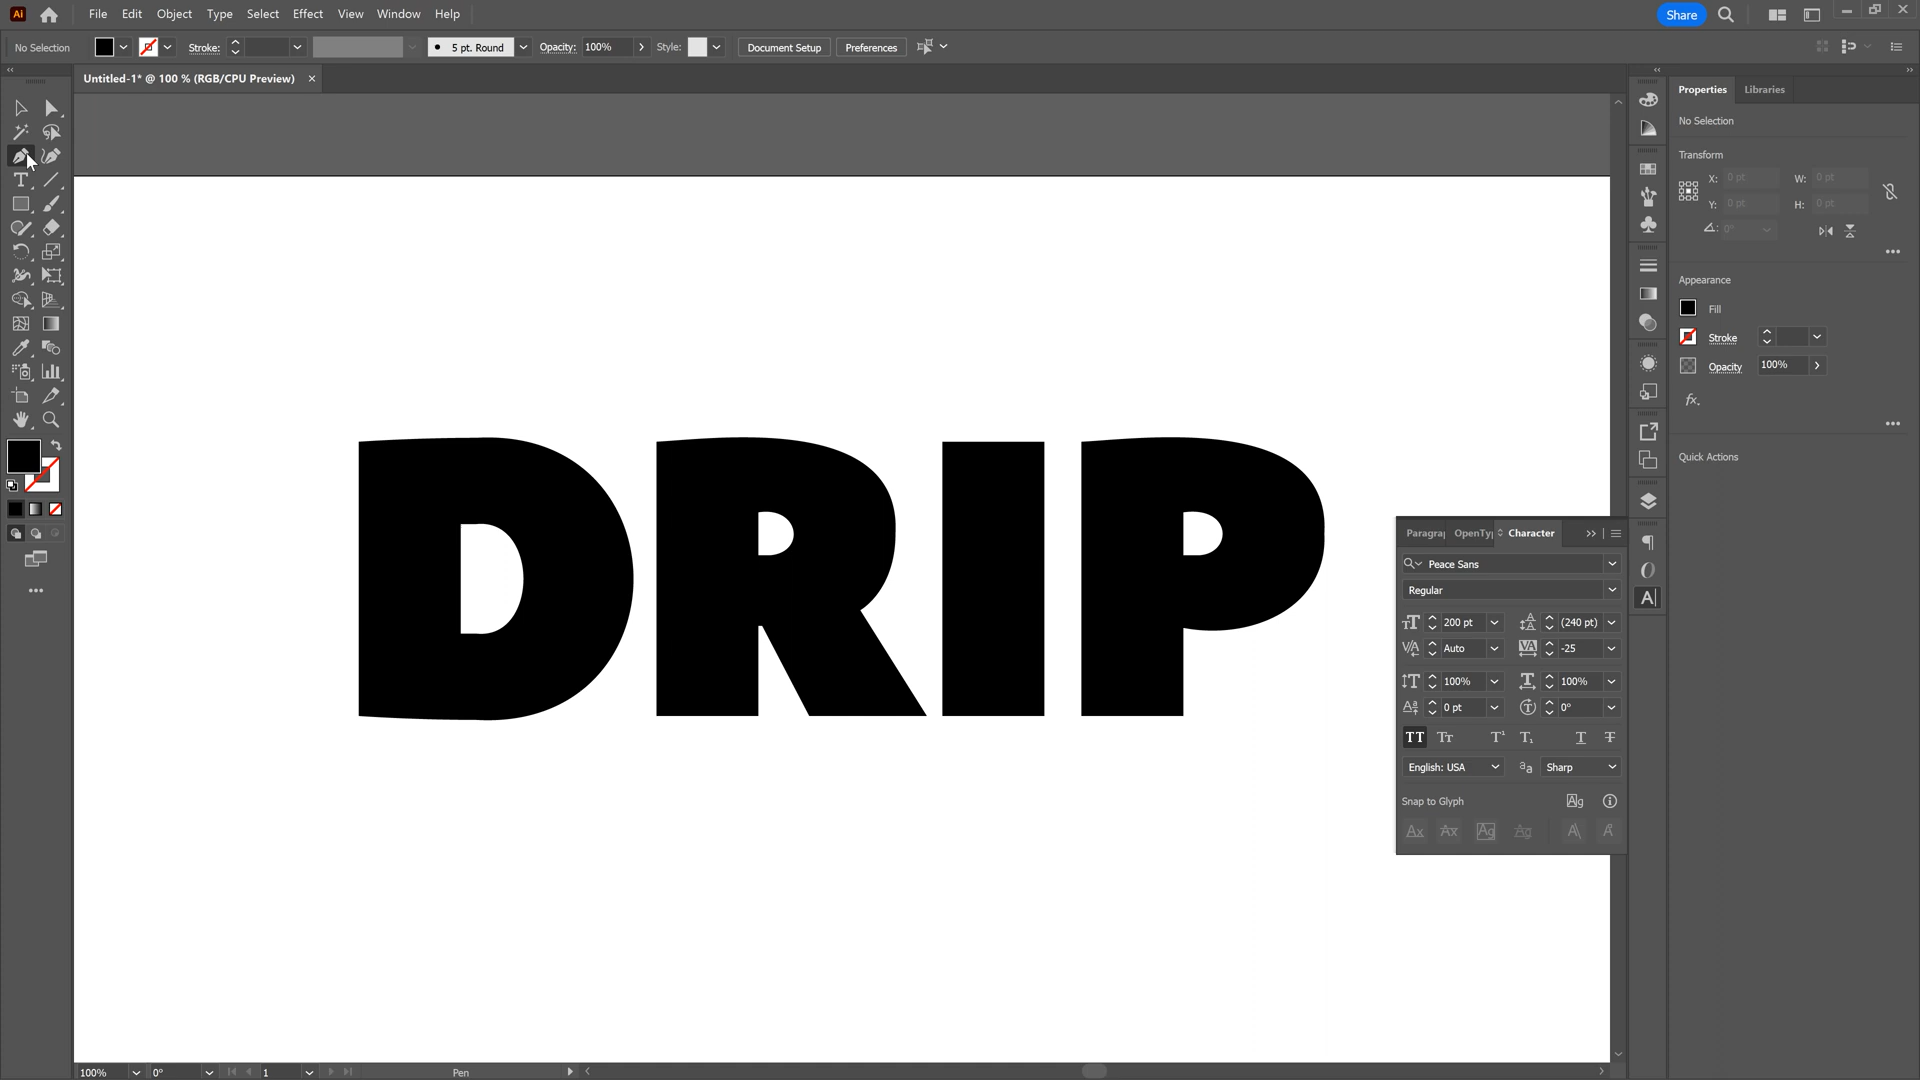 Ai File Edit Object Type Select Effect View Window Help Share
No Selection Stroke: 5 pt. Round Opacity: 100% Style: Document Setup Preferences
Untitled-1* @ 100 % (RGB/CPU Preview) ×
DRIP
Paragra OpenTy Character
Peace Sans
Regular
200 pt (240 pt)
Auto -25
100% 100%
0 pt 0°
English: USA Sharp
Snap to Glyph
Properties Libraries
No Selection
Transform
X: 0 pt W: 0 pt
Y: 0 pt H: 0 pt
0°
Appearance
Fill
Stroke
Opacity 100%
fx.
Quick Actions
100% 0° 1 Pen